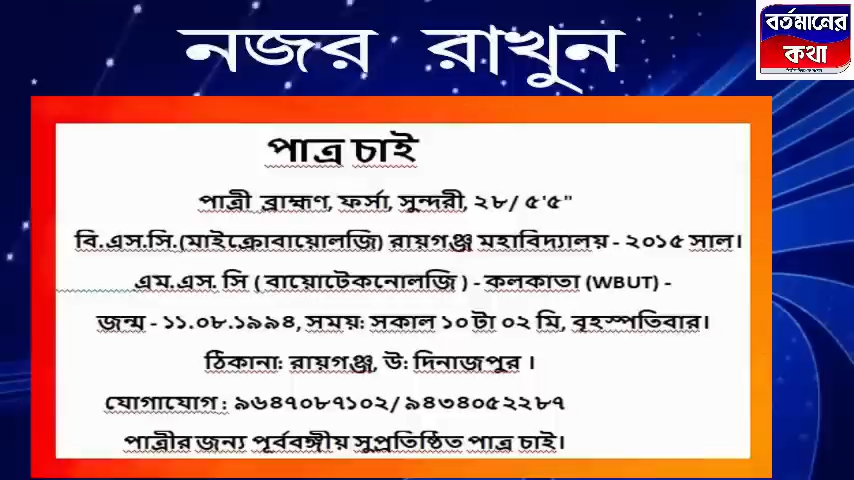 নজর রাখুন
বর্তমানের
কথা
পাত্র চাই
পাত্রী ব্রাহ্মণ, ফর্সা, সুন্দরী, ২৮/ ৫'৫"
বি.এস.সি.(মাইক্রোবায়োলজি) রায়গঞ্জ মহাবিদ্যালয় - ২০১৫ সাল।
এম.এস. সি ( বায়োটেকনোলজি ) - কলকাতা (WBUT) -
জন্ম - ১১.০৮.১৯৯৪, সময়: সকাল ১০ টা ০২ মি, বৃহস্পতিবার।
ঠিকানা: রায়গঞ্জ, উ: দিনাজপুর ।
যোগাযোগ : ৯৬৪৭০৮৭১০২/ ৯৪৩৪০৫২২৮৭
পাত্রীর জন্য পূর্ববঙ্গীয় সুপ্রতিষ্ঠিত পাত্র চাই।